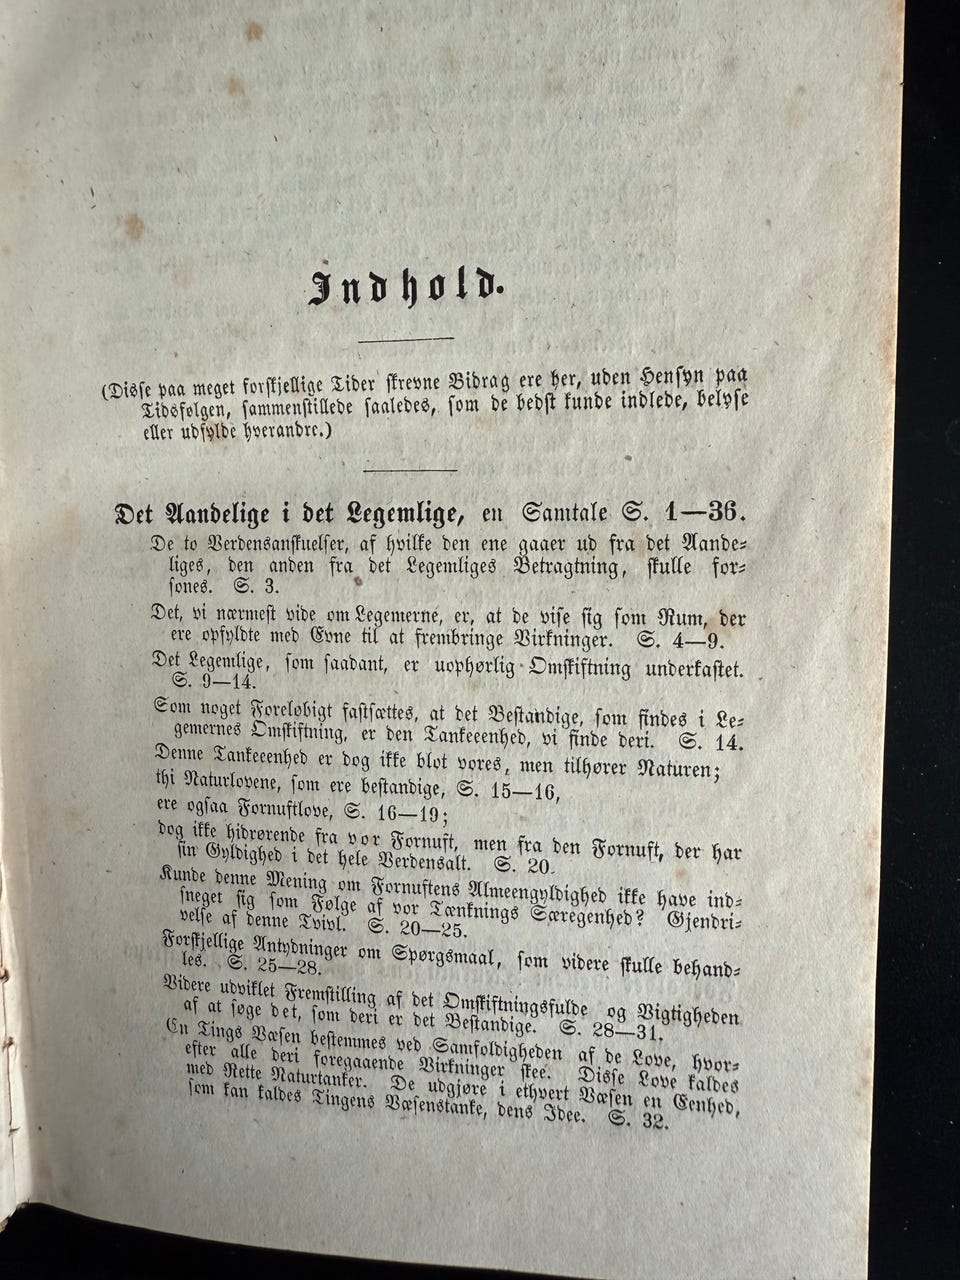 Indhold.
(Disse paa meget forskjellige Tider skrevne Bidrag ere her, uden Hensyn paa
Tidsfølgen, sammenstillede saaledes, som de bedst kunde indlede, belyse
eller udfylde hverandre.)
Det Aandelige i det Legemlige, en Samtale S. 1—36.
De to Verdensanskuelser, af hvilke den ene gaaer ud fra det Aande-
liges, den anden fra det Legemliges Betragtning, skulle for-
sones. S. 3.
Det, vi nærmest vide om Legemerne, er, at de vise sig som Rum, der
ere opfyldte med Evne til at frembringe Virkninger. S. 4—9.
Det Legemlige, som saadant, er uophørlig Omskiftning underkastet.
S. 9—14.
Som noget Foreløbigt fastsættes, at det Bestandige, som findes i Le-
gemernes Omskiftning, er den Tankeeenhed, vi finde deri. S. 14.
Denne Tankeeenhed er dog ikke blot vores, men tilhører Naturen;
thi Naturlovene, som ere bestandige, S. 15—16,
ere ogsaa Fornuftlove, S. 16—19;
dog ikke hidrørende fra vor Fornuft, men fra den Fornuft, der har
sin Gyldighed i det hele Verdensalt. S. 20.
Kunde denne Mening om Fornuftens Almeengyldighed ikke have ind-
sneget sig som Følge af vor Tænknings Særegenhed? Gjendri-
velse af denne Tvivl. S. 20—25.
Forskjellige Antydninger om Spørgsmaal, som videre skulle behand-
les. S. 25—28.
Videre udviklet Fremstilling af det Omskiftningsfulde og Vigtigheden
af at søge det, som deri er det Bestandige. S. 28—31.
En Tings Væsen bestemmes ved Samfoldigheden af de Love, hvor-
efter alle deri foregaaende Virkninger skee. Disse Love kaldes
med Rette Naturtanker. De udgjøre i ethvert Væsen en Eenhed,
som kan kaldes Tingens Væsenstanke, dens Idee. S. 32.